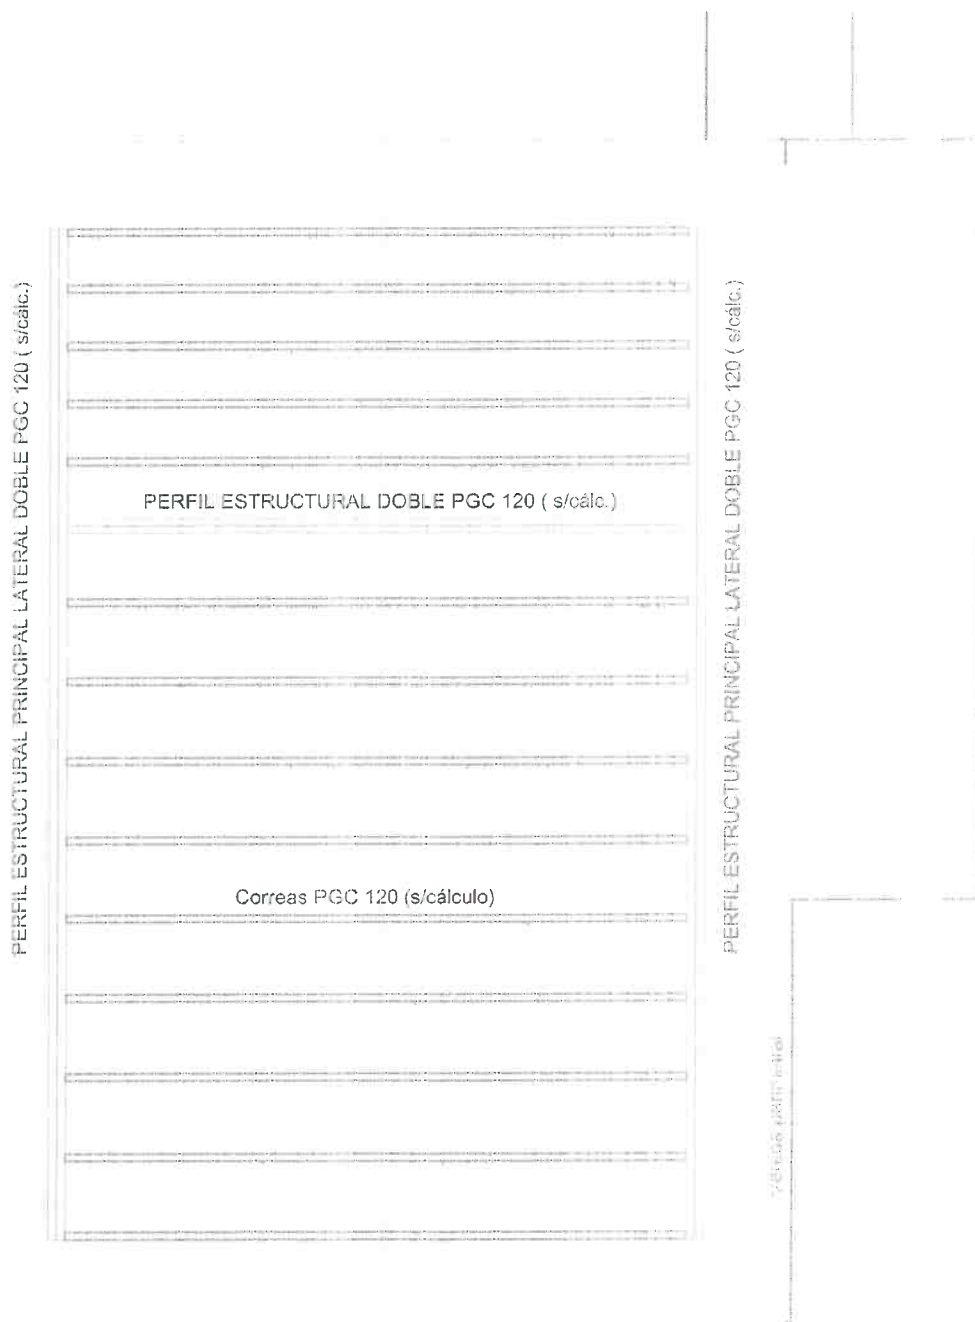 PERFIL ESTRUCTURAL PRINCIPAL LATERAL DOBLE PGC 120 ( s/cálc.)
PERFIL ESTRUCTURAL DOBLE PGC 120 ( s/cálc.)
Correas PGC 120 (s/cálculo)
PERFIL ESTRUCTURAL PRINCIPAL LATERAL DOBLE PGC 120 ( s/cálc.)